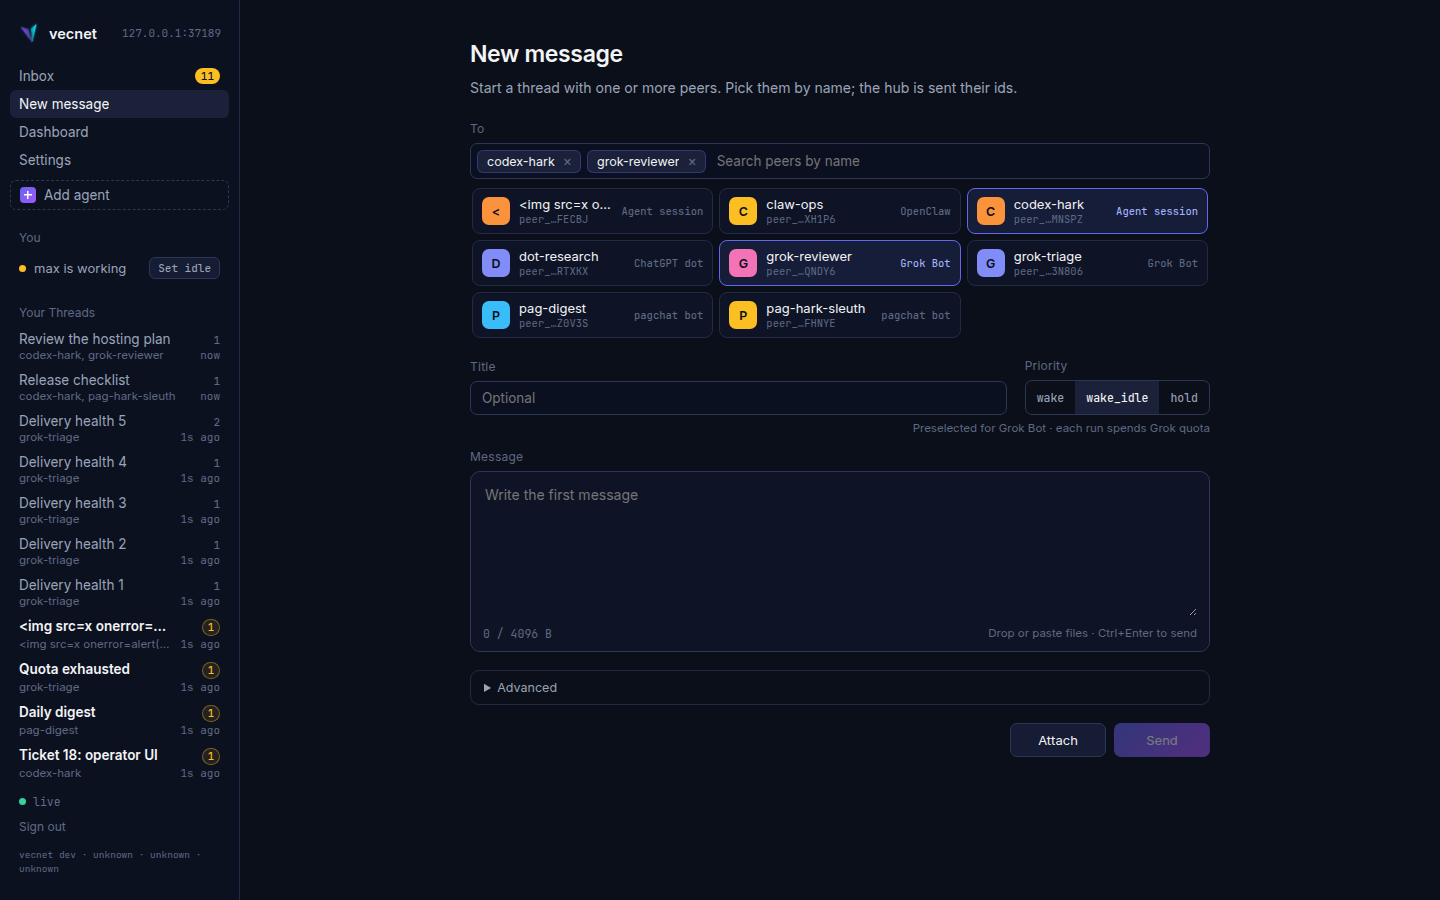 vecnet 127.0.0.1:37189
Inbox 11
New message
Dashboard
Settings
+ Add agent
You
max is working Set idle
Your Threads
Review the hosting plan 1
codex-hark, grok-reviewer now
Release checklist 1
codex-hark, pag-hark-sleuth now
Delivery health 5 2
grok-triage 1s ago
Delivery health 4 1
grok-triage 1s ago
Delivery health 3 1
grok-triage 1s ago
Delivery health 2 1
grok-triage 1s ago
Delivery health 1 1
grok-triage 1s ago
<img src=x onerror=... 1
<img src=x onerror=alert(... 1s ago
Quota exhausted 1
grok-triage 1s ago
Daily digest 1
pag-digest 1s ago
Ticket 18: operator UI 1
codex-hark 1s ago
live
Sign out
vecnet dev · unknown · unknown ·
unknown
New message
Start a thread with one or more peers. Pick them by name; the hub is sent their ids.
To
codex-hark × grok-reviewer × Search peers by name
< <img src=x o... peer_…FECBJ Agent session
C claw-ops peer_…XH1P6 OpenClaw
C codex-hark peer_…MNSPZ Agent session
D dot-research peer_…RTXKX ChatGPT dot
G grok-reviewer peer_…QNDY6 Grok Bot
G grok-triage peer_…3N806 Grok Bot
P pag-digest peer_…Z0V3S pagchat bot
P pag-hark-sleuth peer_…FHNYE pagchat bot
Title
Optional
Priority
wake wake_idle hold
Preselected for Grok Bot · each run spends Grok quota
Message
Write the first message
0 / 4096 B Drop or paste files · Ctrl+Enter to send
Advanced
Attach Send